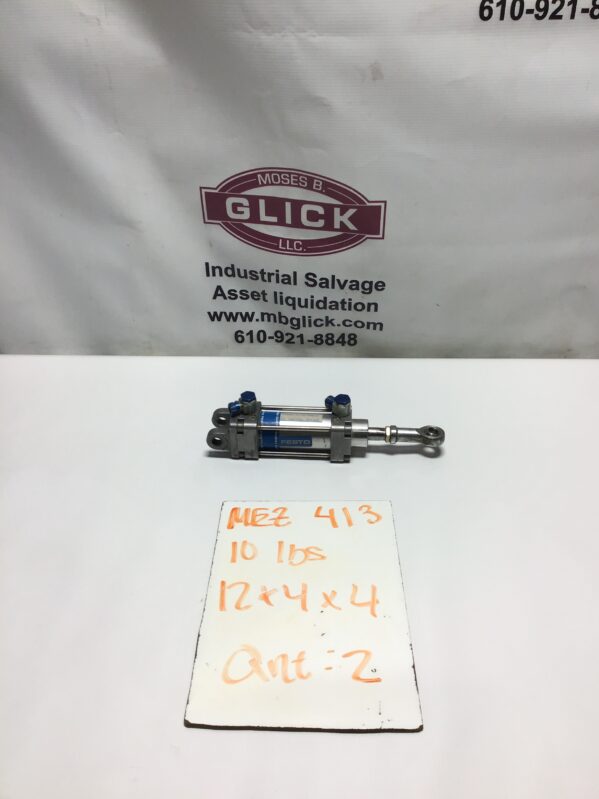 610-921-8
MOSES B.
GLICK
LLC.
Industrial Salvage
Asset liquidation
www.mbglick.com
610-921-8848
FESTO
MEZ 413
10 lbs
12x4x4
Qnt: 2